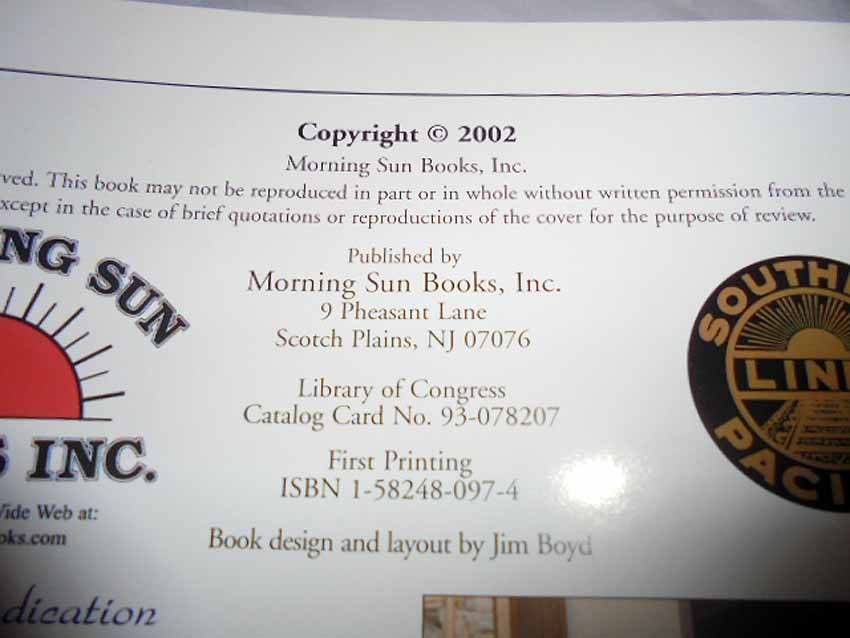 Copyright © 2002
Morning Sun Books, Inc.
ved. This book may not be reproduced in part or in whole without written permission from the
xcept in the case of brief quotations or reproductions of the cover for the purpose of review.
NG SUN
S INC.
Vide Web at:
oks.com
Published by
Morning Sun Books, Inc.
9 Pheasant Lane
Scotch Plains, NJ 07076
Library of Congress
Catalog Card No. 93-078207
First Printing
ISBN 1-58248-097-4
Book design and layout by Jim Boyd
SOUTH
LIN
PACI
dication